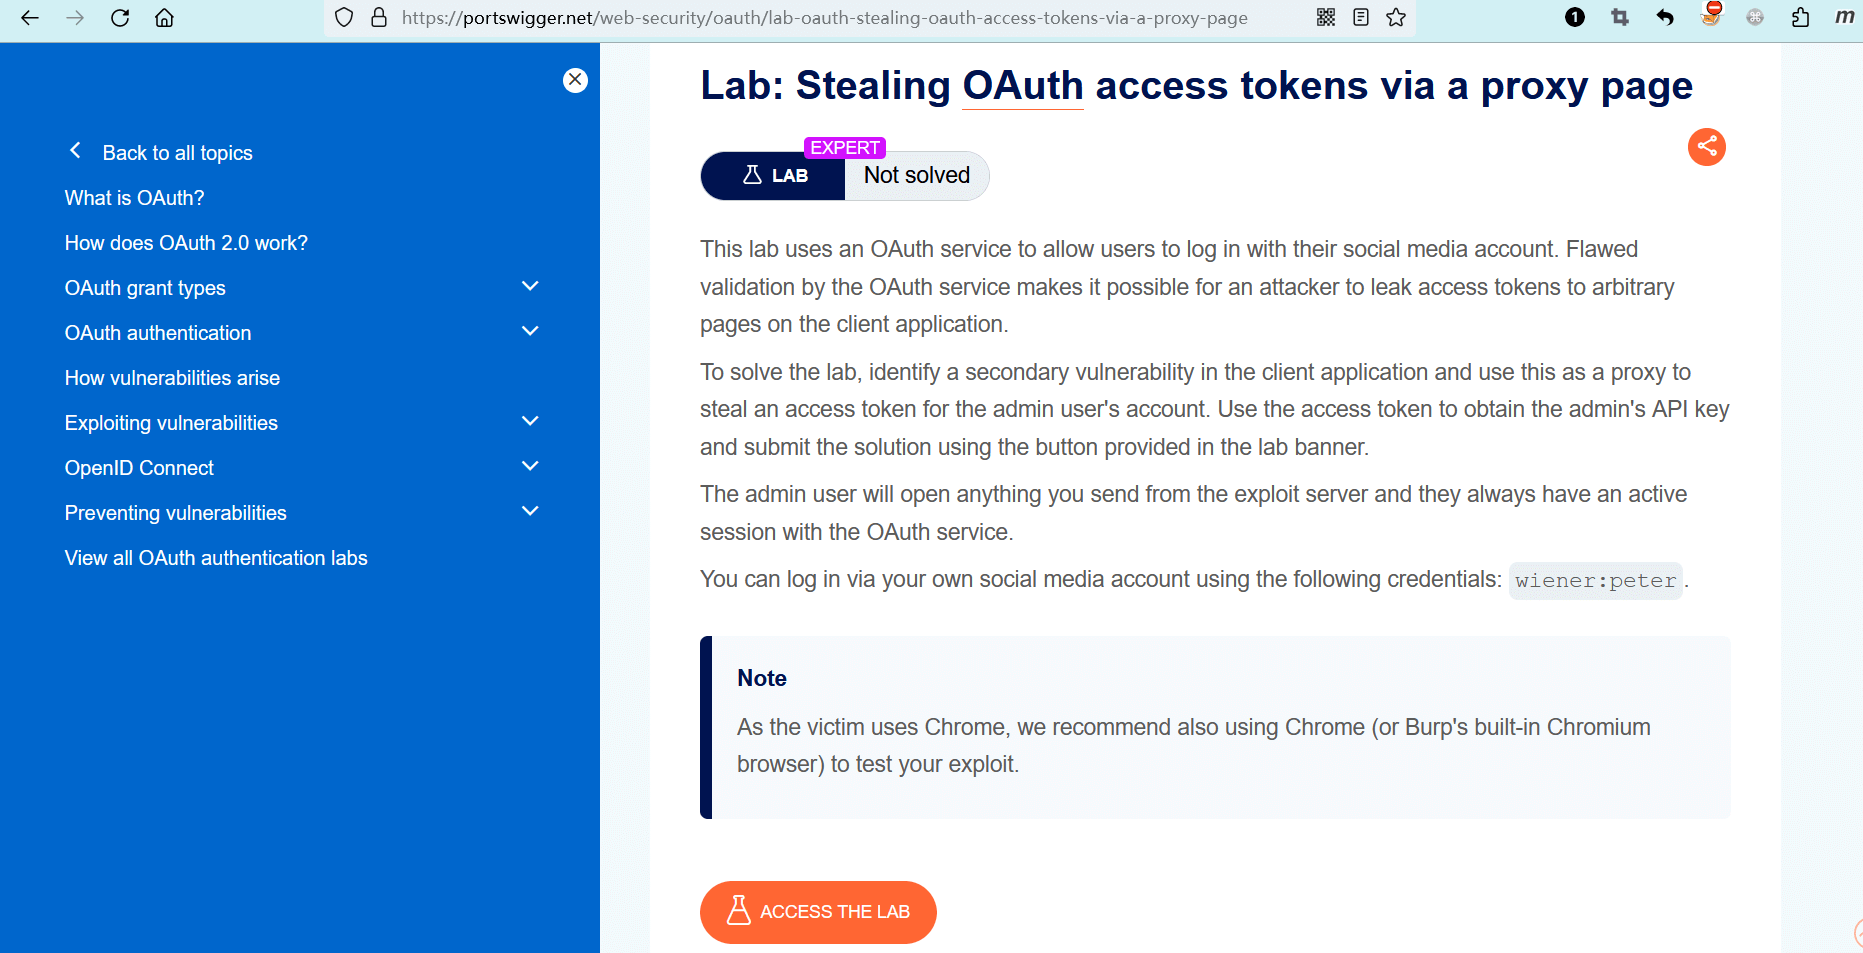 https://portswigger.net/web-security/oauth/lab-oauth-stealing-oauth-access-tokens-via-a-proxy-page
1
m
Back to all topics
What is OAuth?
How does OAuth 2.0 work?
OAuth grant types
OAuth authentication
How vulnerabilities arise
Exploiting vulnerabilities
OpenID Connect
Preventing vulnerabilities
View all OAuth authentication labs
Lab: Stealing OAuth access tokens via a proxy page
EXPERT
LAB
Not solved
This lab uses an OAuth service to allow users to log in with their social media account. Flawed
validation by the OAuth service makes it possible for an attacker to leak access tokens to arbitrary
pages on the client application.
To solve the lab, identify a secondary vulnerability in the client application and use this as a proxy to
steal an access token for the admin user's account. Use the access token to obtain the admin's API key
and submit the solution using the button provided in the lab banner.
The admin user will open anything you send from the exploit server and they always have an active
session with the OAuth service.
You can log in via your own social media account using the following credentials: wiener:peter.
Note
As the victim uses Chrome, we recommend also using Chrome (or Burp's built-in Chromium
browser) to test your exploit.
ACCESS THE LAB